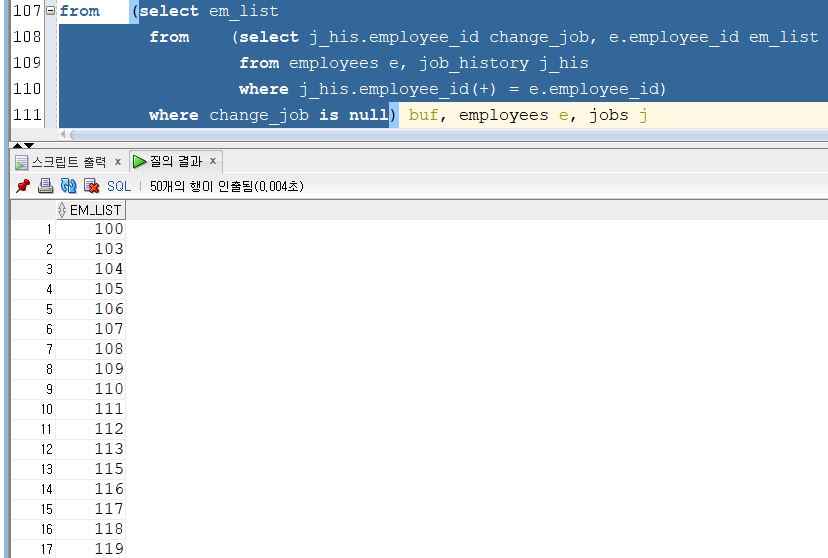 107 from (select em_list
108 from (select j_his.employee_id change_job, e.employee_id em_list
109 from employees e, job_history j_his
110 where j_his.employee_id(+) = e.employee_id)
111 where change_job is null) buf, employees e, jobs j
스크립트 출력 x 질의 결과 x
SQL | 50개의 행이 인출됨(0,004초)
EM_LIST
1 100
2 103
3 104
4 105
5 106
6 107
7 108
8 109
9 110
10 111
11 112
12 113
13 115
14 116
15 117
16 118
17 119